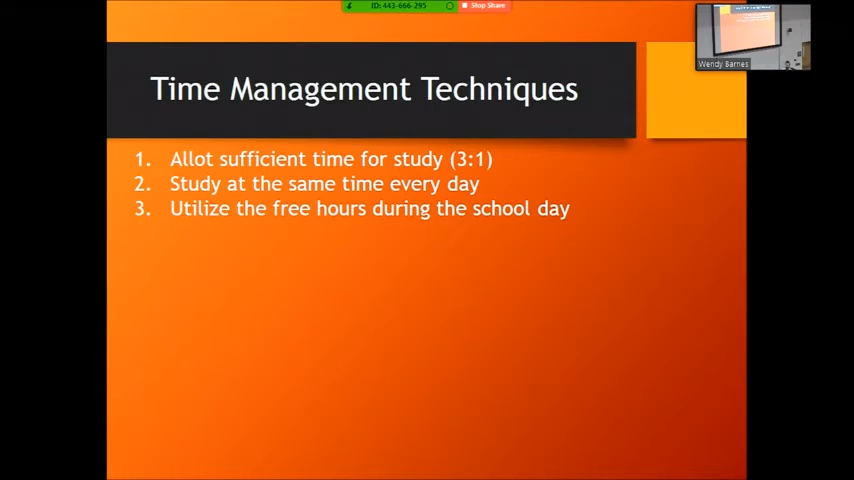 ID: 443-666-295
Stop Share
Wendy Barnes
Time Management Techniques
1. Allot sufficient time for study (3:1)
2. Study at the same time every day
3. Utilize the free hours during the school day